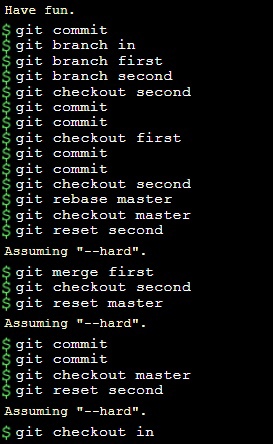 Have fun.
$ git commit
$ git branch in
$ git branch first
$ git branch second
$ git checkout second
$ git commit
$ git commit
$ git checkout first
$ git commit
$ git commit
$ git checkout second
$ git rebase master
$ git checkout master
$ git reset second
Assuming "--hard".
$ git merge first
$ git checkout second
$ git reset master
Assuming "--hard".
$ git commit
$ git commit
$ git checkout master
$ git reset second
Assuming "--hard".
$ git checkout in